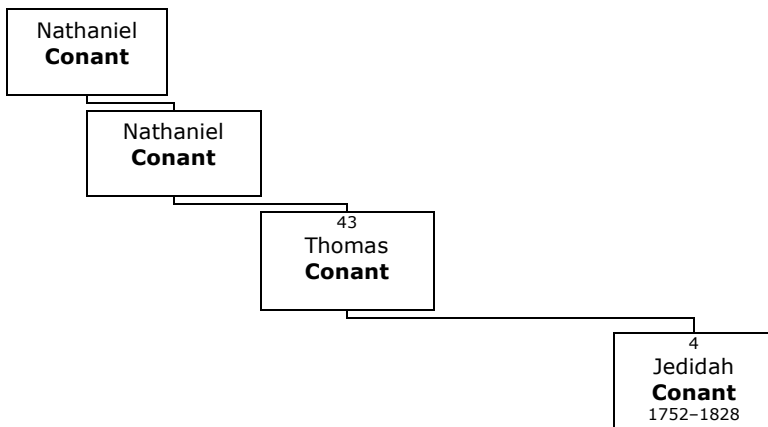 Nathaniel
Conant
Nathaniel
Conant
43
Thomas
Conant
4
Jedidah
Conant
1752–1828